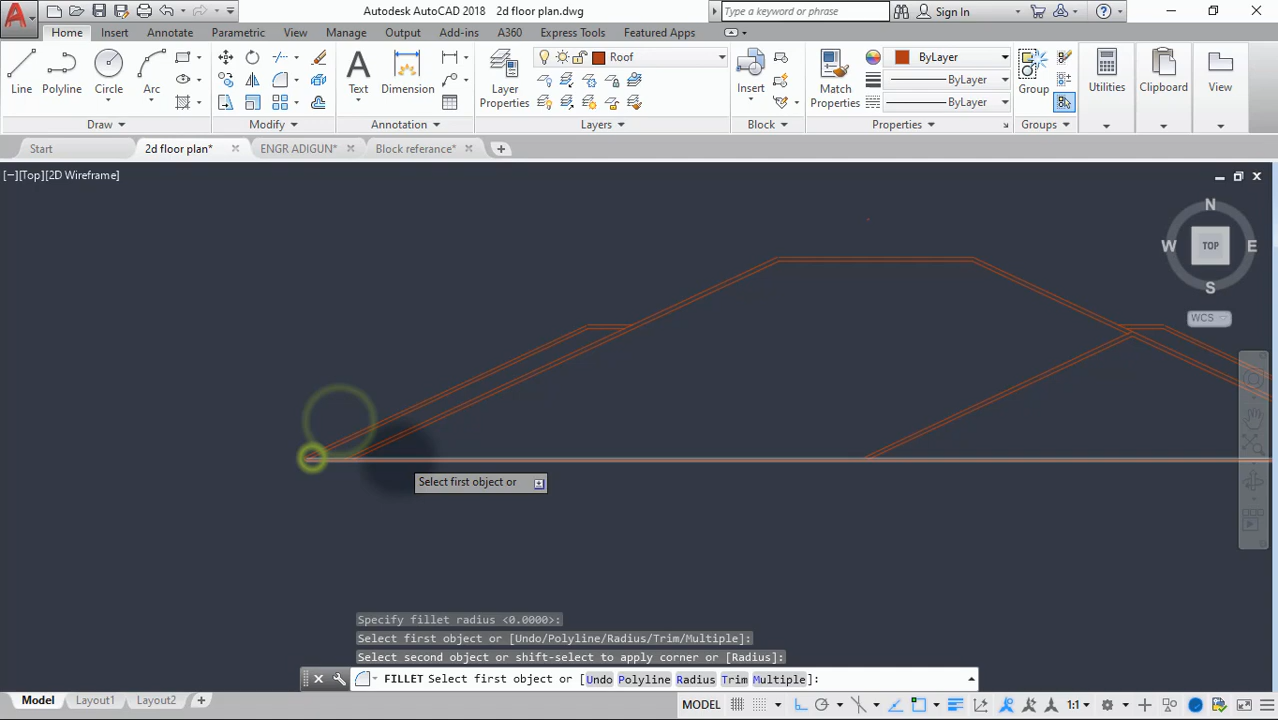 Autodesk AutoCAD 2018   2d floor plan.dwg
Type a keyword or phrase
Sign In
Home Insert Annotate Parametric View Manage Output Add-ins A360 Express Tools Featured Apps
Roof
ByLayer
ByLayer
ByLayer
Line Polyline Circle Arc
Text Dimension
Layer Properties
Insert
Match Properties
Group
Utilities Clipboard View
Draw Modify Annotation Layers Block Properties Groups
Start 2d floor plan* ENGR ADIGUN* Block referance*
[−][Top][2D Wireframe]
N
W TOP E
S
WCS
Select first object or
Specify fillet radius <0.0000>:
Select first object or [Undo/Polyline/Radius/Trim/Multiple]:
Select second object or shift-select to apply corner or [Radius]:
FILLET Select first object or [Undo Polyline Radius Trim Multiple]:
Model Layout1 Layout2
MODEL 1:1